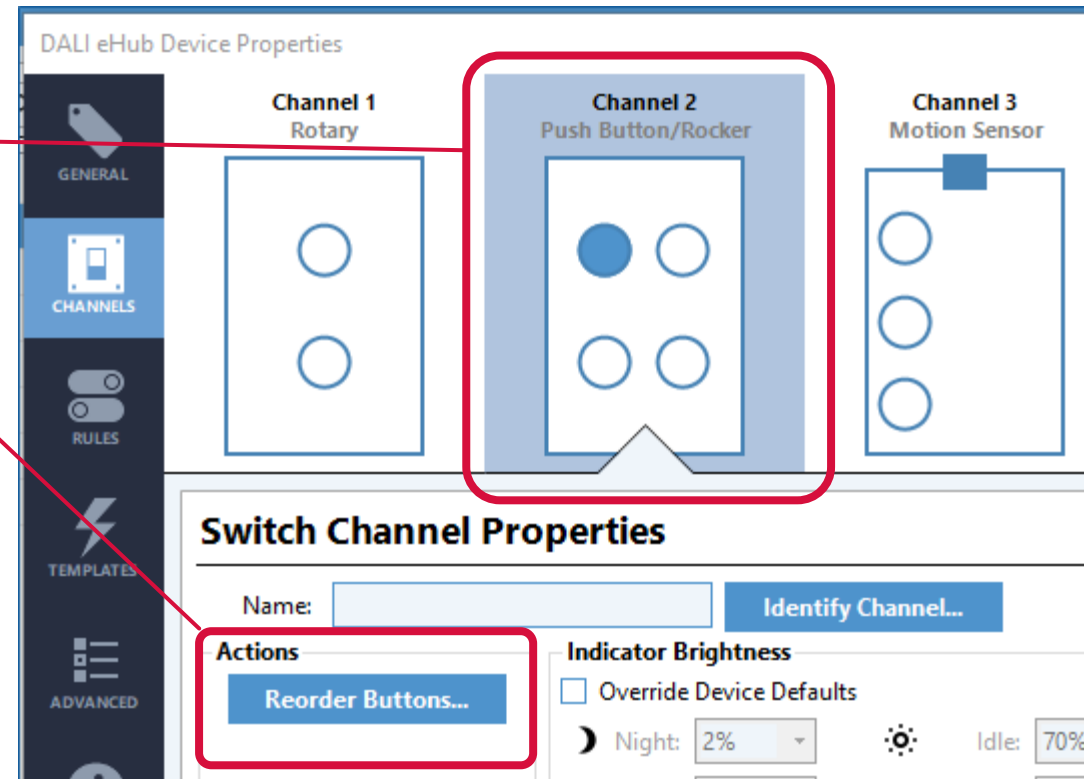 DALI eHub Device Properties
GENERAL
CHANNELS
RULES
TEMPLATES
ADVANCED
Channel 1
Rotary
Channel 2
Push Button/Rocker
Channel 3
Motion Sensor
Switch Channel Properties
Name:
Identify Channel...
Actions
Reorder Buttons...
Indicator Brightness
Override Device Defaults
Night: 2%
Idle: 70%